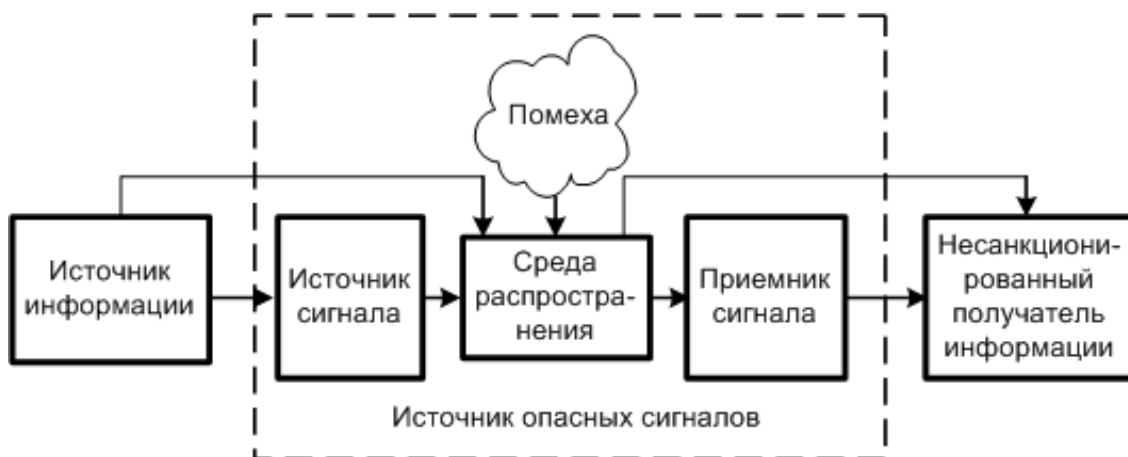 Помеха
Источник
информации
Источник
сигнала
Среда
распростра-
нения
Приемник
сигнала
Несанкциони-
рованный
получатель
информации
Источник опасных сигналов